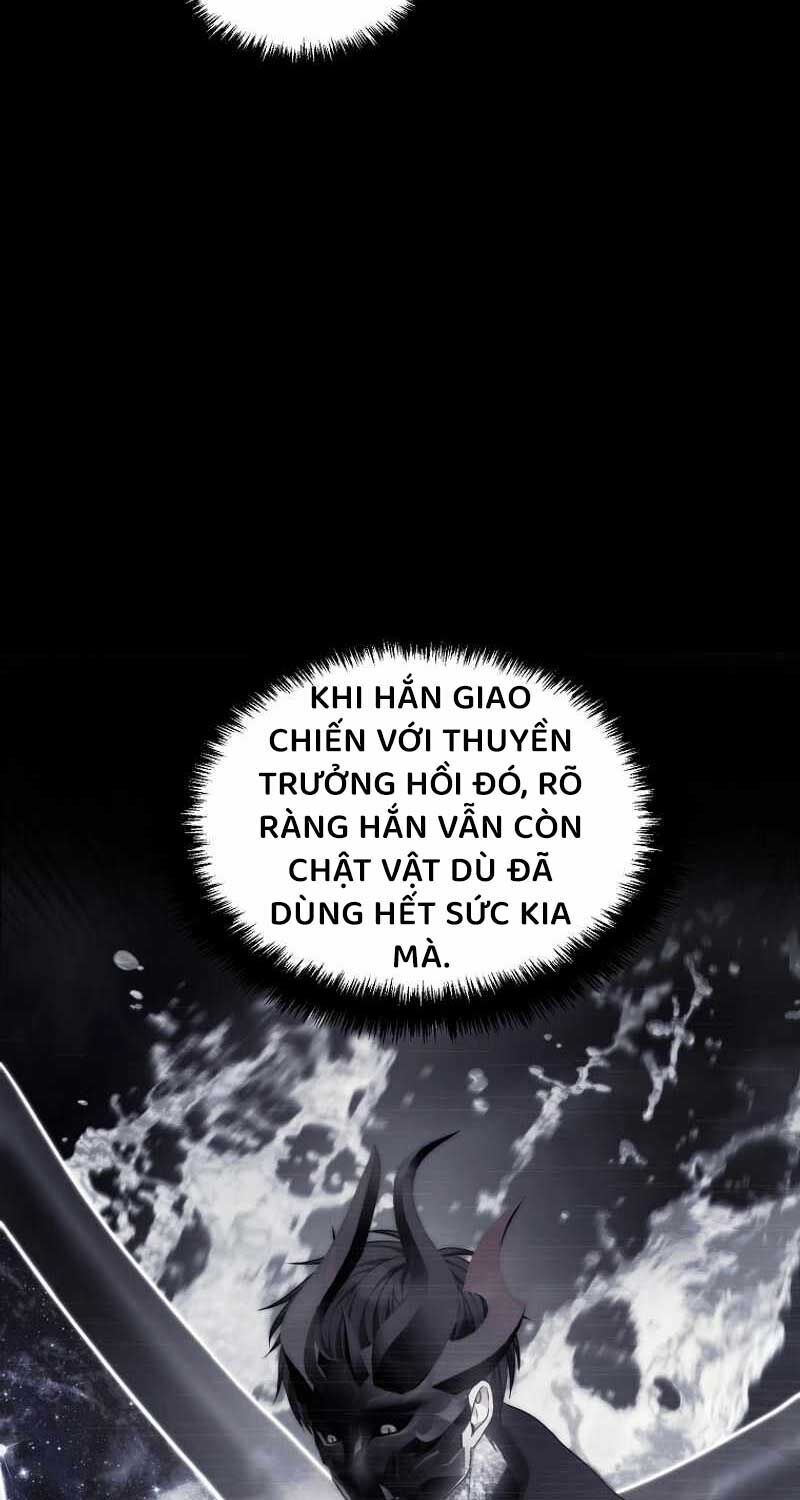 KHI HẮN GIAO
CHIẾN VỚI THUYỀN
TRƯỞNG HỒI ĐÓ, RÕ
RÀNG HẮN VẪN CÒN
CHẬT VẬT DÙ ĐÃ
DÙNG HẾT SỨC KIA
MÀ.